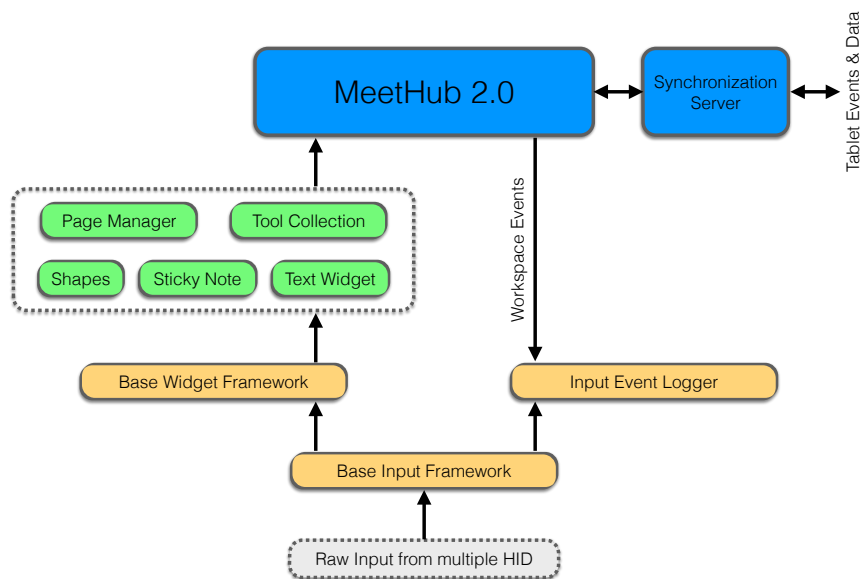 MeetHub 2.0
Synchronization
Server
Tablet Events & Data
Page Manager
Tool Collection
Shapes
Sticky Note
Text Widget
Workspace Events
Base Widget Framework
Input Event Logger
Base Input Framework
Raw Input from multiple HID